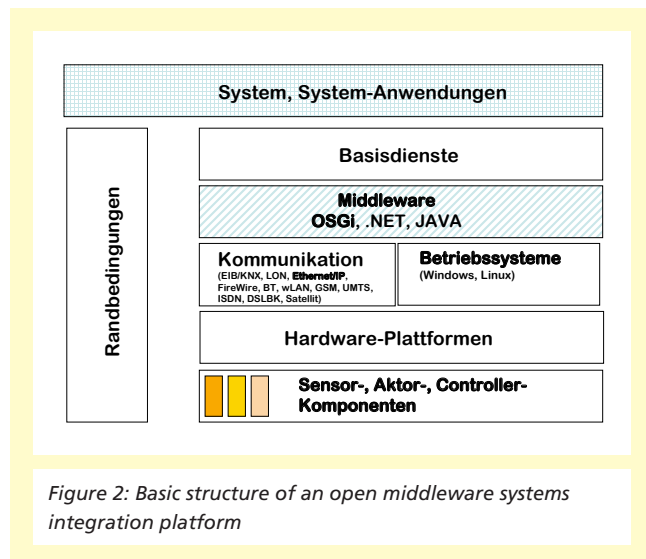 System, System-Anwendungen
Randbedingungen
Basisdienste
Middleware
OSGi, .NET, JAVA
Kommunikation
(EIB/KNX, LON, Ethernet/IP,
FireWire, BT, wLAN, GSM, UMTS,
ISDN, DSLBK, Satellit)
Betriebssysteme
(Windows, Linux)
Hardware-Plattformen
Sensor-, Aktor-, Controller-
Komponenten
Figure 2: Basic structure of an open middleware systems
integration platform